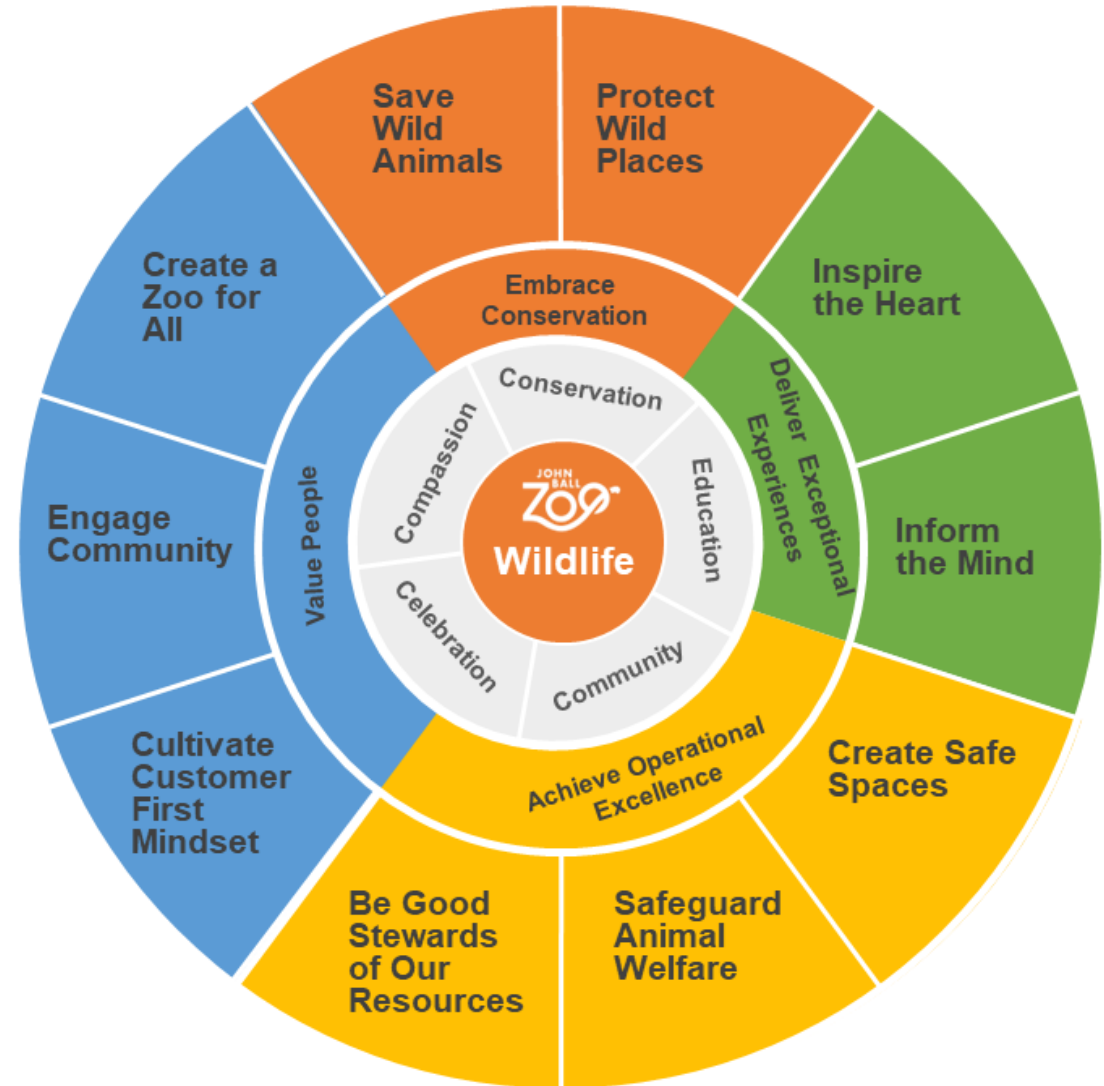 Save
Wild
Animals
Protect
Wild
Places
Inspire
the Heart
Inform
the Mind
Create Safe
Spaces
Safeguard
Animal
Welfare
Be Good
Stewards
of Our
Resources
Cultivate
Customer
First
Mindset
Engage
Community
Create a
Zoo for
All
Embrace
Conservation
Deliver Exceptional
Experiences
Achieve Operational
Excellence
Value People
Conservation
Education
Community
Celebration
Compassion
JOHN
BALL
ZOO
Wildlife